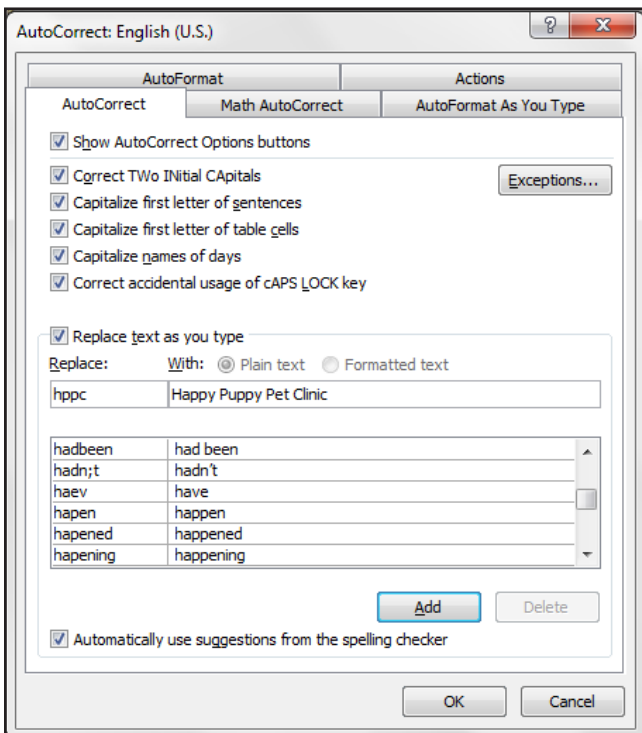 AutoCorrect: English (U.S.)
AutoFormat Actions
AutoCorrect Math AutoCorrect AutoFormat As You Type
Show AutoCorrect Options buttons
Correct TWo INitial CApitals Exceptions...
Capitalize first letter of sentences
Capitalize first letter of table cells
Capitalize names of days
Correct accidental usage of cAPS LOCK key
Replace text as you type
Replace: With: Plain text Formatted text
hppc Happy Puppy Pet Clinic
hadbeen had been
hadn;t hadn't
haev have
hapen happen
hapened happened
hapening happening
Add Delete
Automatically use suggestions from the spelling checker
OK Cancel